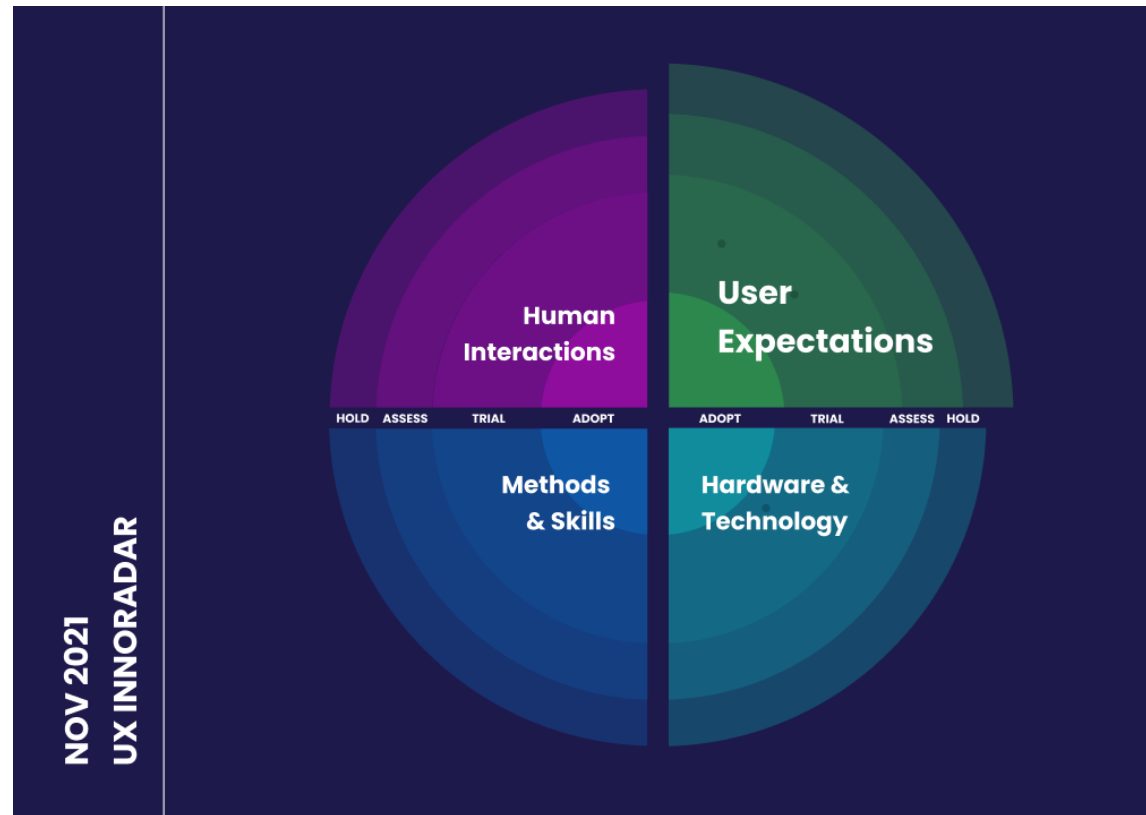 NOV 2021
UX INNORADAR
Human
Interactions
User
Expectations
HOLD ASSESS TRIAL ADOPT ADOPT TRIAL ASSESS HOLD
Methods
& Skills
Hardware &
Technology